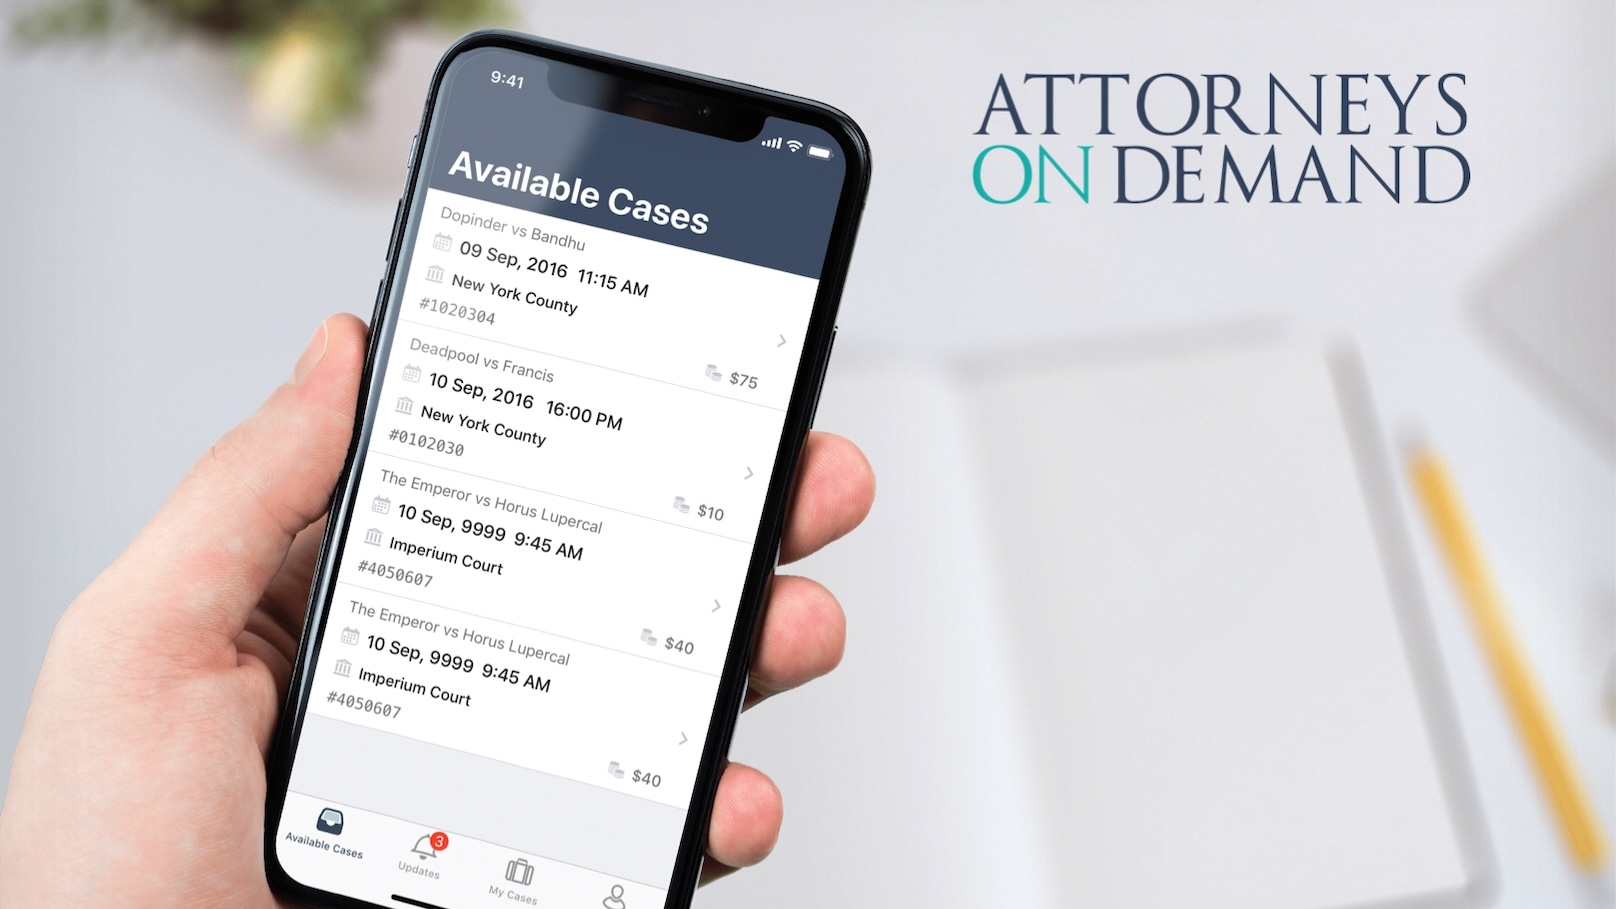 9:41
Available Cases
Dopinder vs Bandhu
09 Sep, 2016 11:15 AM
New York County
#1020304
$75
Deadpool vs Francis
10 Sep, 2016 16:00 PM
New York County
#0102030
$10
The Emperor vs Horus Lupercal
10 Sep, 9999 9:45 AM
Imperium Court
#4050607
$40
The Emperor vs Horus Lupercal
10 Sep, 9999 9:45 AM
Imperium Court
#4050607
$40
Available Cases
3
Updates
My Cases
ATTORNEYS
ON DEMAND